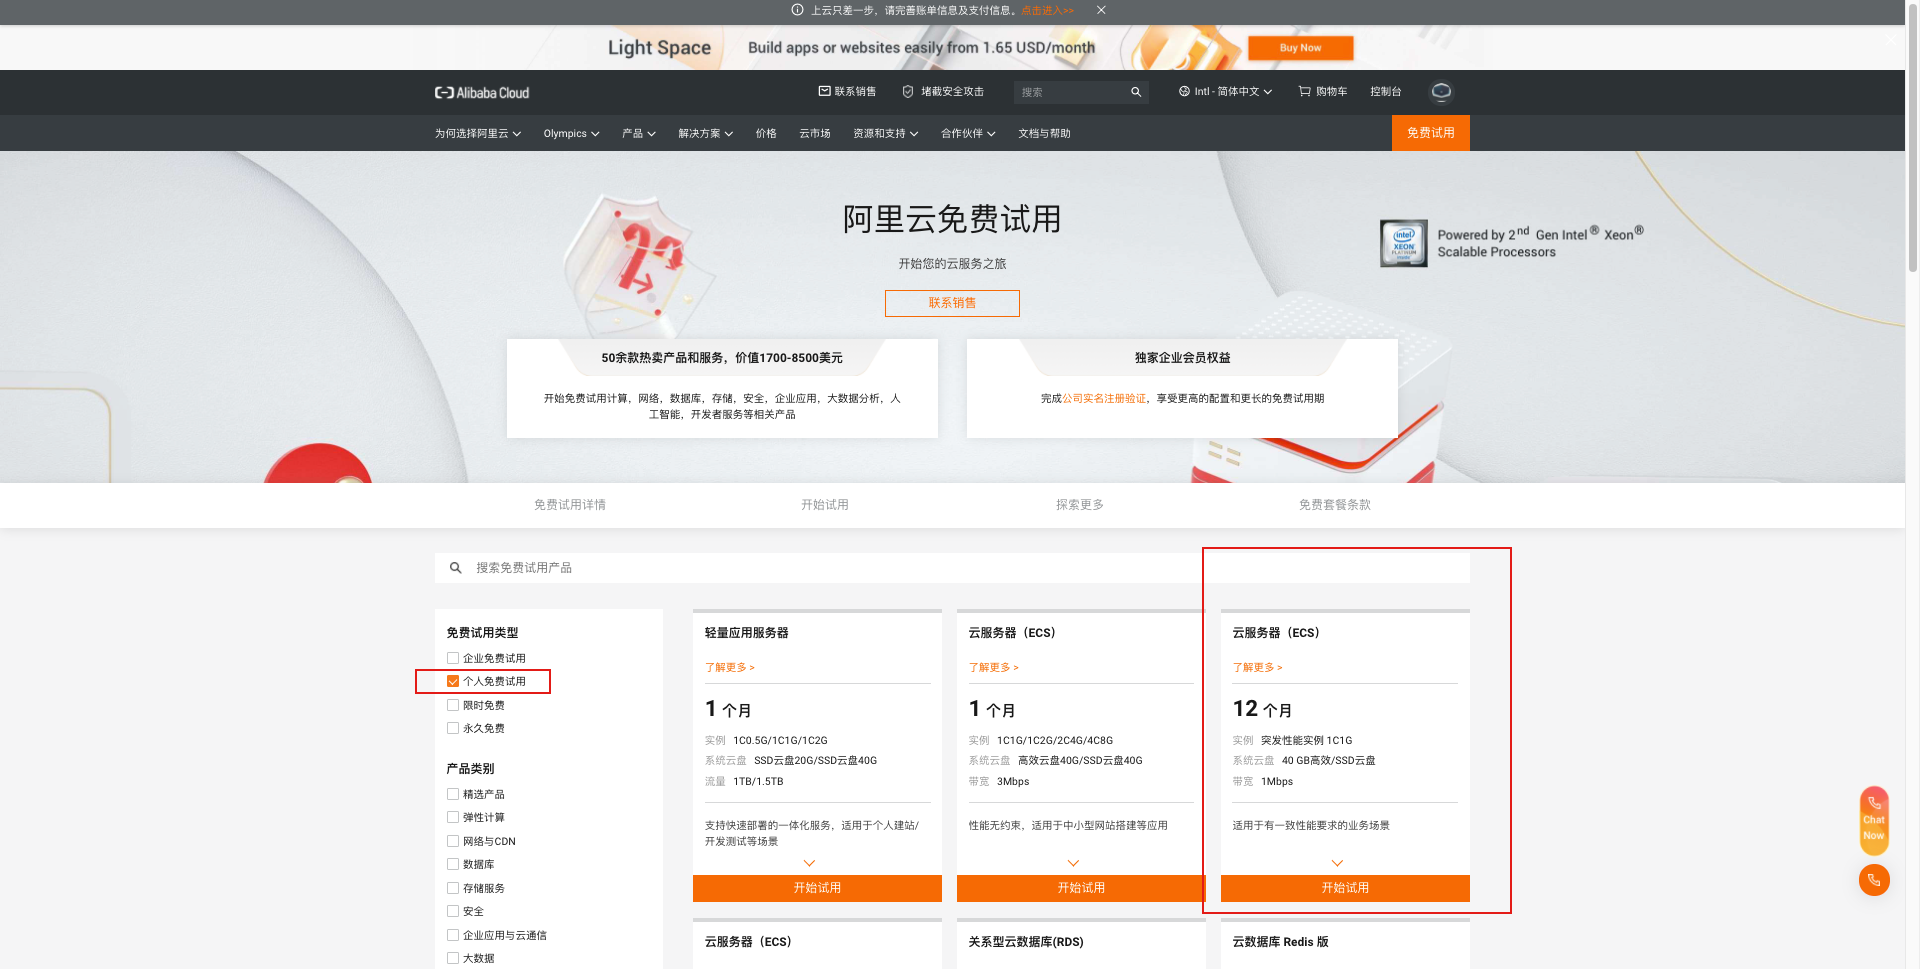 上云只差一步，请完善账单信息及支付信息。点击进入>>
Light Space Build apps or websites easily from 1.65 USD/month Buy Now
Alibaba Cloud 联系销售 堵截安全攻击 搜索 Intl - 简体中文 购物车 控制台
为何选择阿里云 Olympics 产品 解决方案 价格 云市场 资源和支持 合作伙伴 文档与帮助 免费试用
阿里云免费试用
开始您的云服务之旅
联系销售
intel XEON PLATINUM inside
Powered by 2nd Gen Intel® Xeon®
Scalable Processors
50余款热卖产品和服务，价值1700-8500美元
开始免费试用计算，网络，数据库，存储，安全，企业应用，大数据分析，人
工智能，开发者服务等相关产品
独家企业会员权益
完成公司实名注册验证，享受更高的配置和更长的免费试用期
免费试用详情 开始试用 探索更多 免费套餐条款
搜索免费试用产品
免费试用类型
企业免费试用
个人免费试用
限时免费
永久免费
产品类别
精选产品
弹性计算
网络与CDN
数据库
存储服务
安全
企业应用与云通信
大数据
轻量应用服务器
了解更多 >
1 个月
实例 1C0.5G/1C1G/1C2G
系统云盘 SSD云盘20G/SSD云盘40G
流量 1TB/1.5TB
支持快速部署的一体化服务，适用于个人建站/
开发测试等场景
开始试用
云服务器（ECS）
了解更多 >
1 个月
实例 1C1G/1C2G/2C4G/4C8G
系统云盘 高效云盘40G/SSD云盘40G
带宽 3Mbps
性能无约束，适用于中小型网站搭建等应用
开始试用
云服务器（ECS）
了解更多 >
12 个月
实例 突发性能实例 1C1G
系统云盘 40 GB高效/SSD云盘
带宽 1Mbps
适用于有一致性能要求的业务场景
开始试用
云服务器（ECS）
关系型云数据库(RDS)
云数据库 Redis 版
Chat
Now